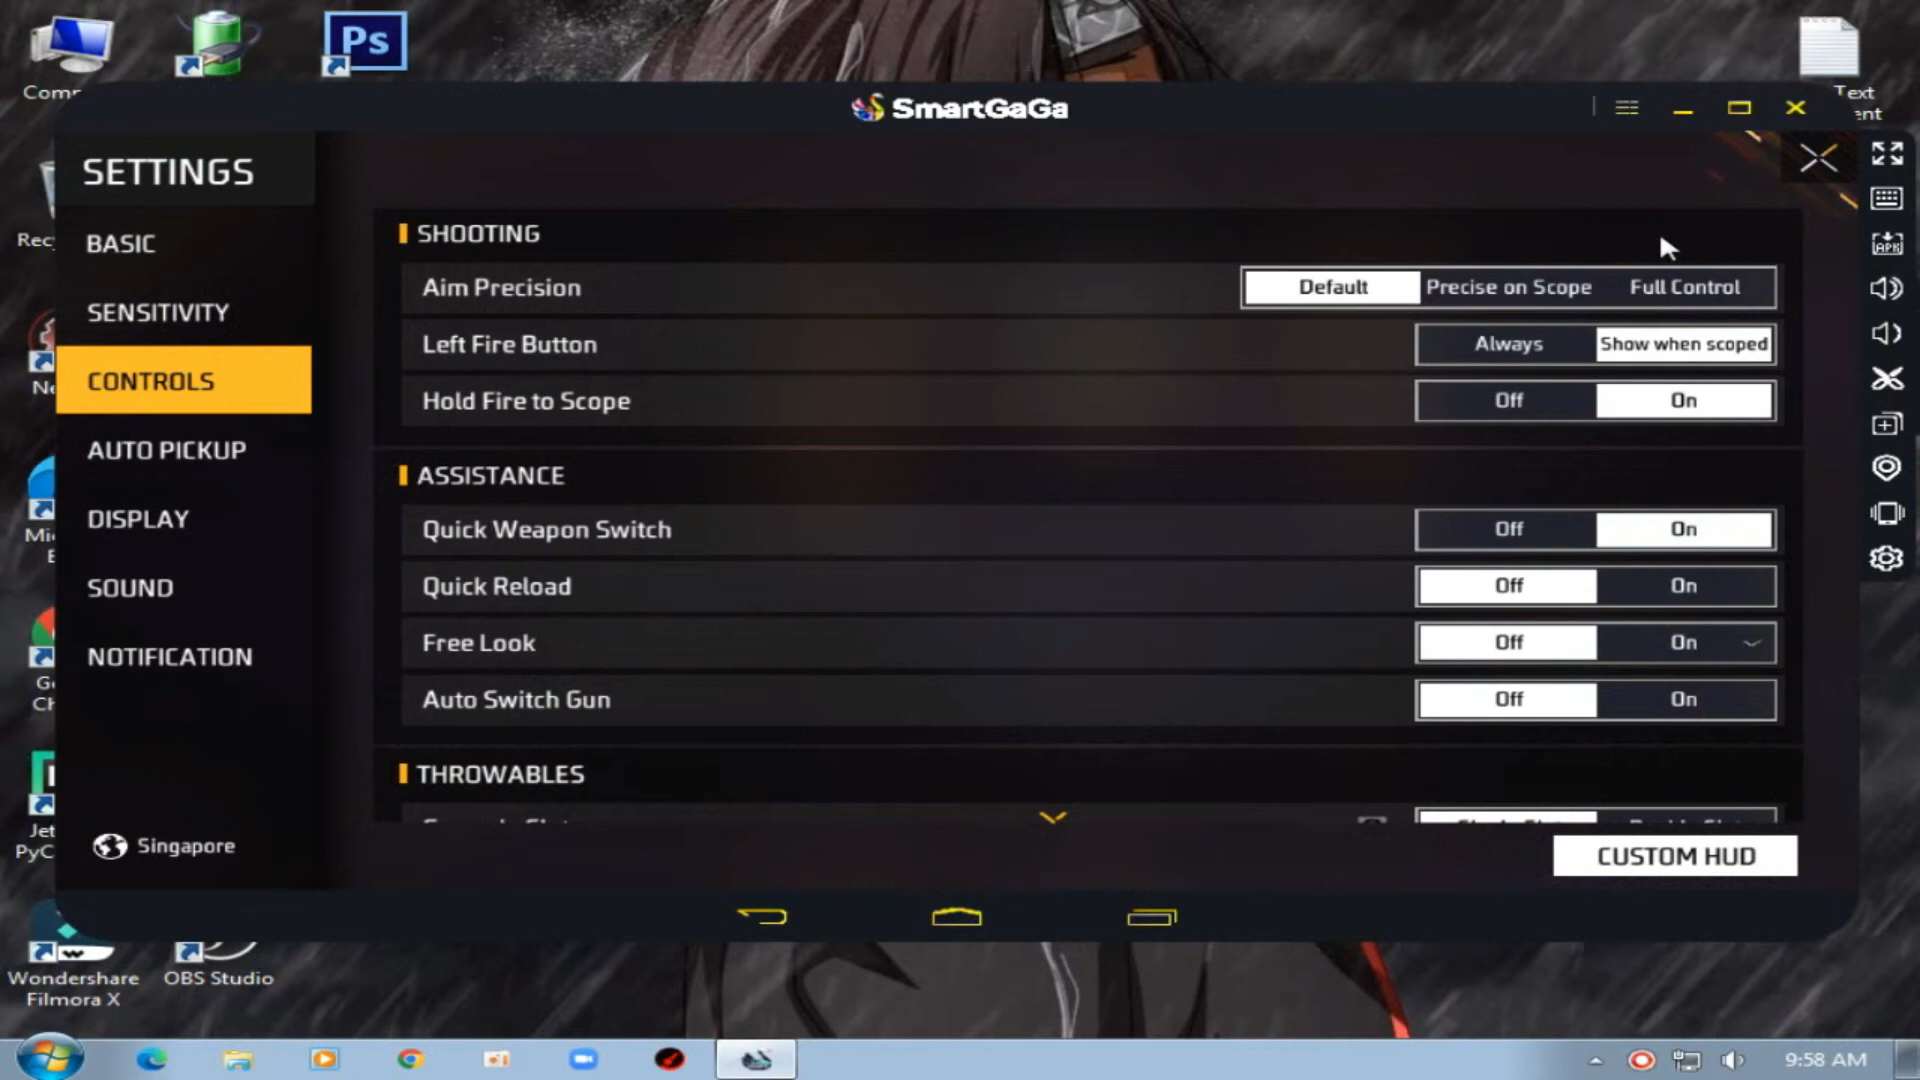 Ps
Text
SmartGaGa
SETTINGS
BASIC
SENSITIVITY
CONTROLS
AUTO PICKUP
DISPLAY
SOUND
NOTIFICATION
Singapore
SHOOTING
Aim Precision Default Precise on Scope Full Control
Left Fire Button Always Show when scoped
Hold Fire to Scope Off On
ASSISTANCE
Quick Weapon Switch Off On
Quick Reload Off On
Free Look Off On
Auto Switch Gun Off On
THROWABLES
CUSTOM HUD
APK
Wondershare
Filmora X
OBS Studio
9:58 AM